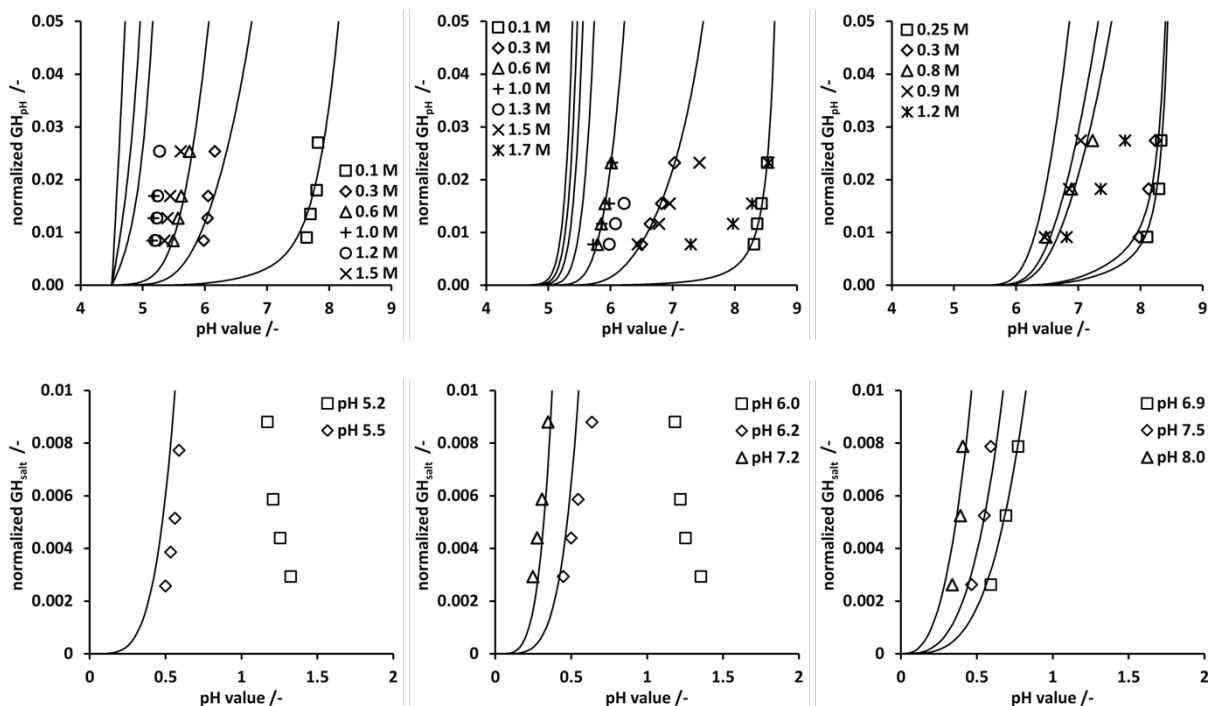 0.05
0.04
0.03
0.02
0.01
0.00
normalized GHpH /-
0.1 M
0.3 M
0.6 M
1.0 M
1.2 M
1.5 M
4 5 6 7 8 9
pH value /-
0.05
0.04
0.03
0.02
0.01
0.00
normalized GHpH /-
0.1 M
0.3 M
0.6 M
1.0 M
1.3 M
1.5 M
1.7 M
4 5 6 7 8 9
pH value /-
0.05
0.04
0.03
0.02
0.01
0.00
normalized GHpH /-
0.25 M
0.3 M
0.8 M
0.9 M
1.2 M
4 5 6 7 8 9
pH value /-
0.01
0.008
0.006
0.004
0.002
0
normalized GHsalt /-
pH 5.2
pH 5.5
0 0.5 1 1.5 2
pH value /-
0.01
0.008
0.006
0.004
0.002
0
normalized GHsalt /-
pH 6.0
pH 6.2
pH 7.2
0 0.5 1 1.5 2
pH value /-
0.01
0.008
0.006
0.004
0.002
0
normalized GHsalt /-
pH 6.9
pH 7.5
pH 8.0
0 0.5 1 1.5 2
pH value /-